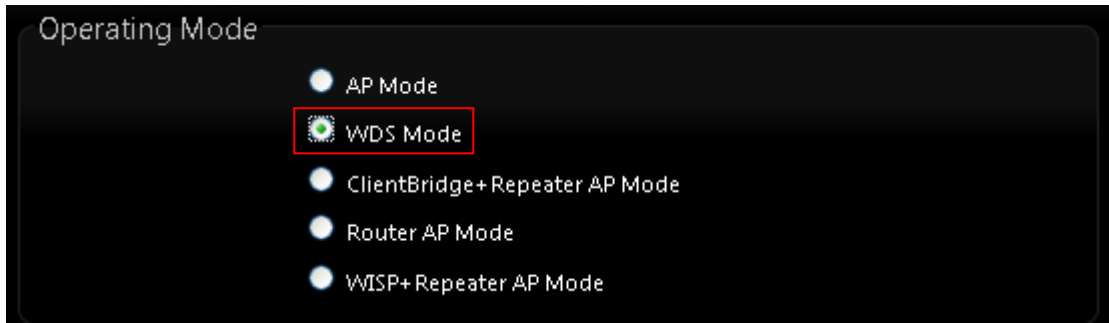 Operating Mode
AP Mode
WDS Mode
ClientBridge+Repeater AP Mode
Router AP Mode
WISP+Repeater AP Mode